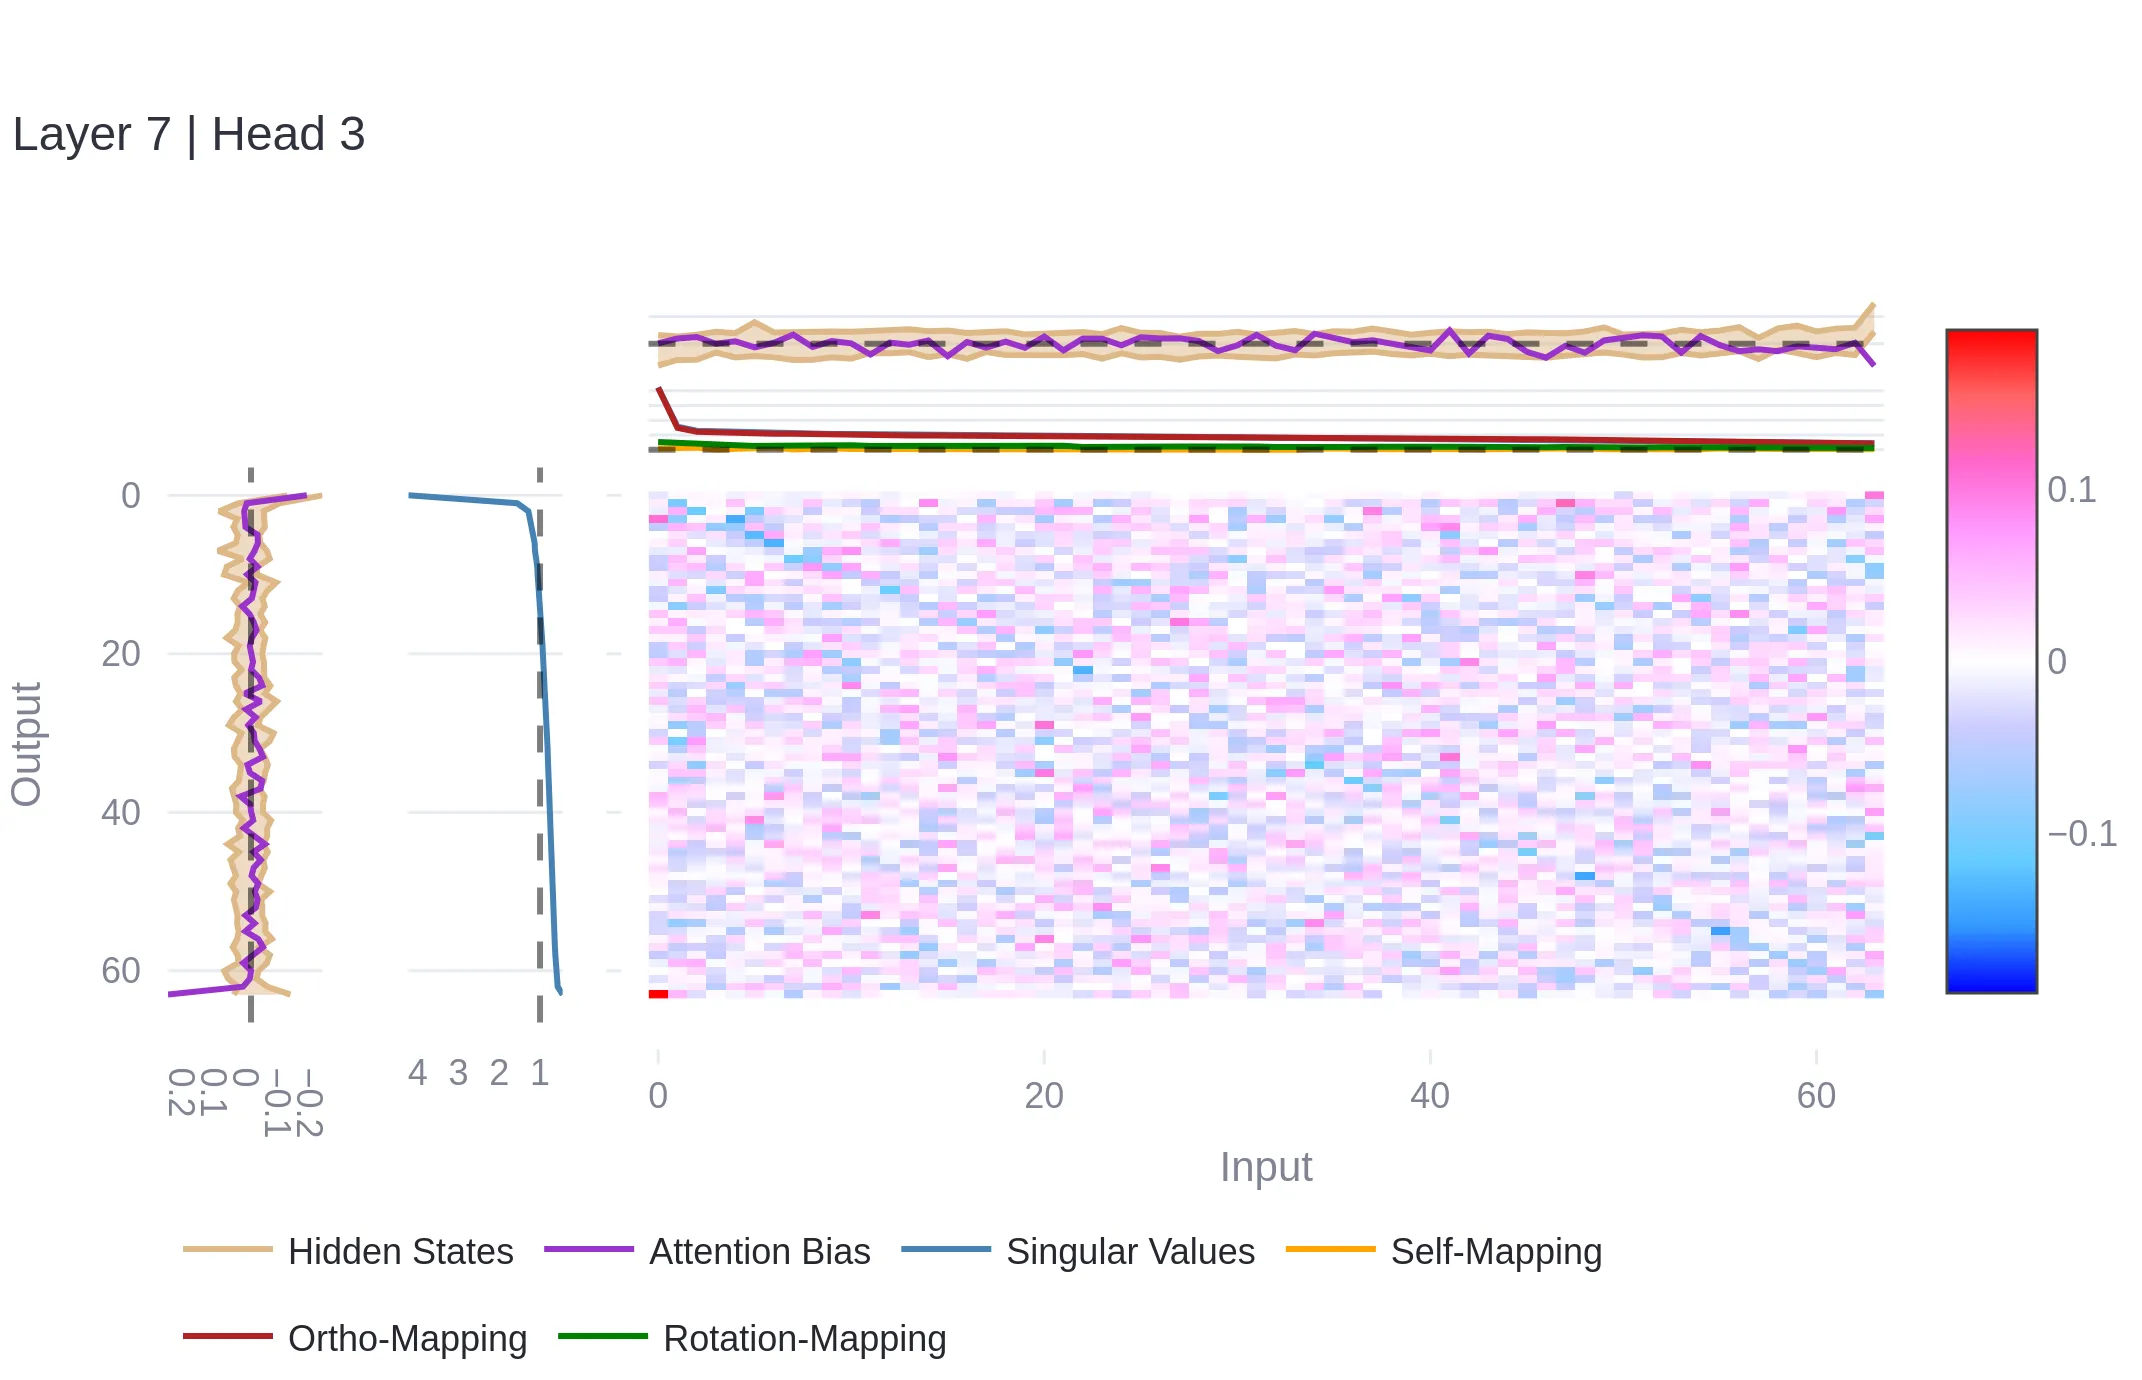 Layer 7 | Head 3
0.1
0
−0.1
Output
0
20
40
60
0.2
0.1
0
−0.1
−0.2
4 3 2 1
0 20 40 60
Input
Hidden States Attention Bias Singular Values Self-Mapping
Ortho-Mapping Rotation-Mapping